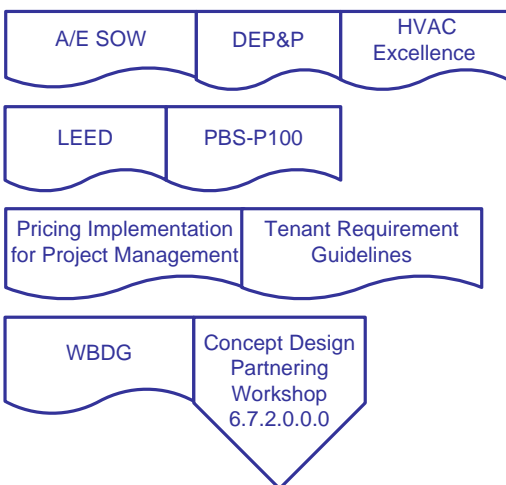 A/E SOW
DEP&P
HVAC
Excellence
LEED
PBS-P100
Pricing Implementation
for Project Management
Tenant Requirement
Guidelines
WBDG
Concept Design
Partnering
Workshop
6.7.2.0.0.0